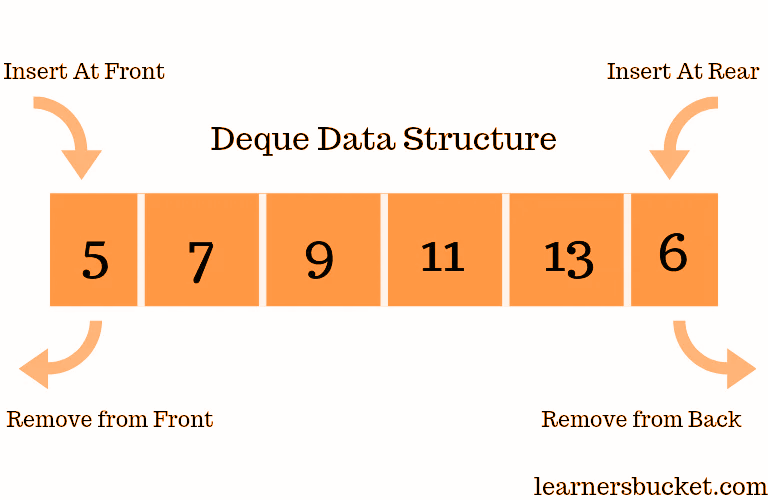 Insert At Front
Insert At Rear
Deque Data Structure
5 7 9 11 13 6
Remove from Front
Remove from Back
learnersbucket.com